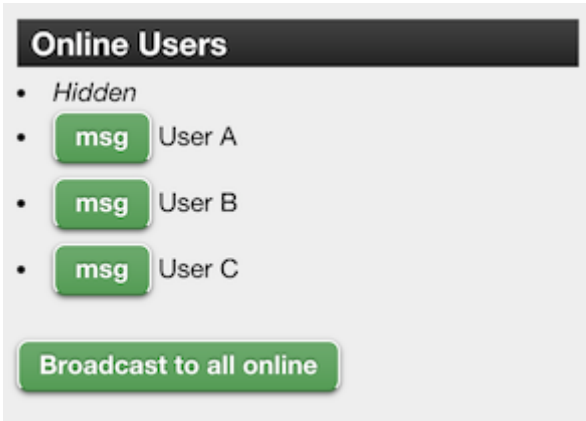 Online Users
Hidden
msg User A
msg User B
msg User C
Broadcast to all online